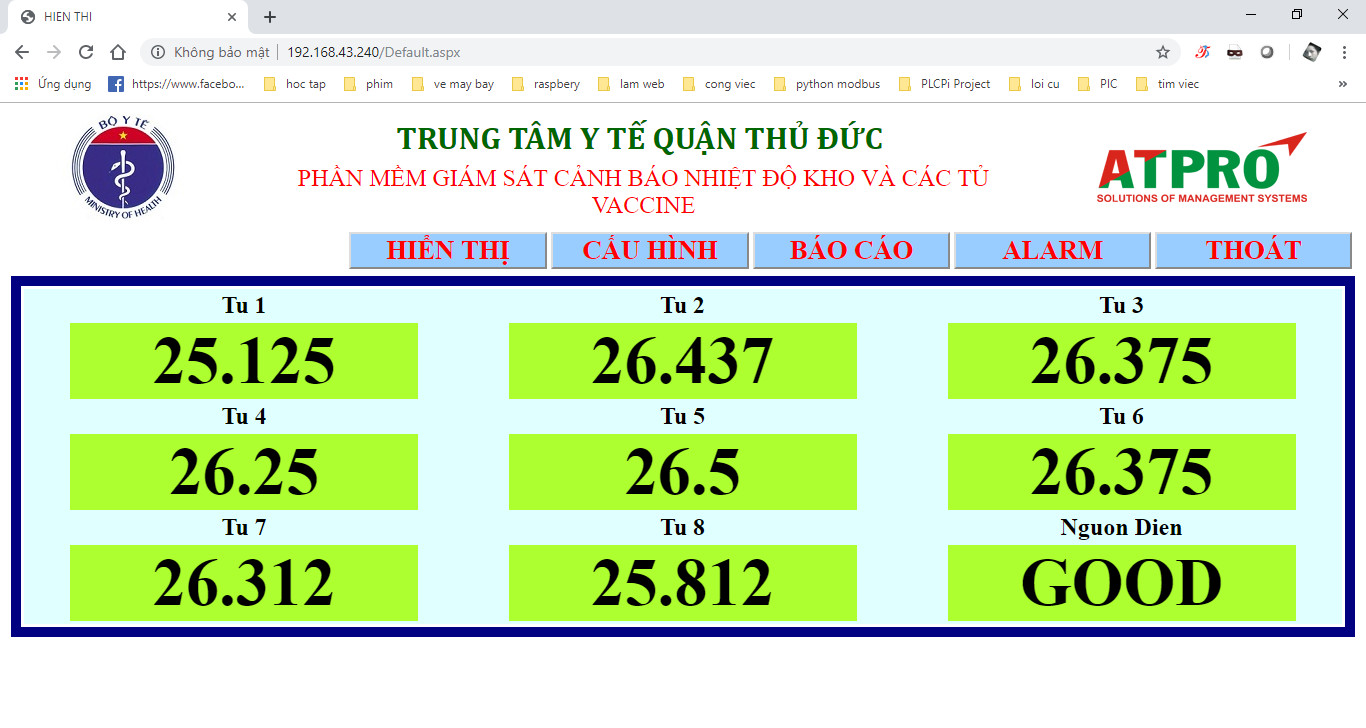 HIEN THI
Không bảo mật 192.168.43.240/Default.aspx
Ứng dụng https://www.facebo... hoc tap phim ve may bay raspbery lam web cong viec python modbus PLCPi Project loi cu PIC tim viec »
BỘ Y TẾ
MINISTRY OF HEALTH
TRUNG TÂM Y TẾ QUẬN THỦ ĐỨC
PHẦN MỀM GIÁM SÁT CẢNH BÁO NHIỆT ĐỘ KHO VÀ CÁC TỦ
VACCINE
ATPRO
SOLUTIONS OF MANAGEMENT SYSTEMS
HIỂN THỊ CẤU HÌNH BÁO CÁO ALARM THOÁT
Tu 1 Tu 2 Tu 3
25.125 26.437 26.375
Tu 4 Tu 5 Tu 6
26.25 26.5 26.375
Tu 7 Tu 8 Nguon Dien
26.312 25.812 GOOD